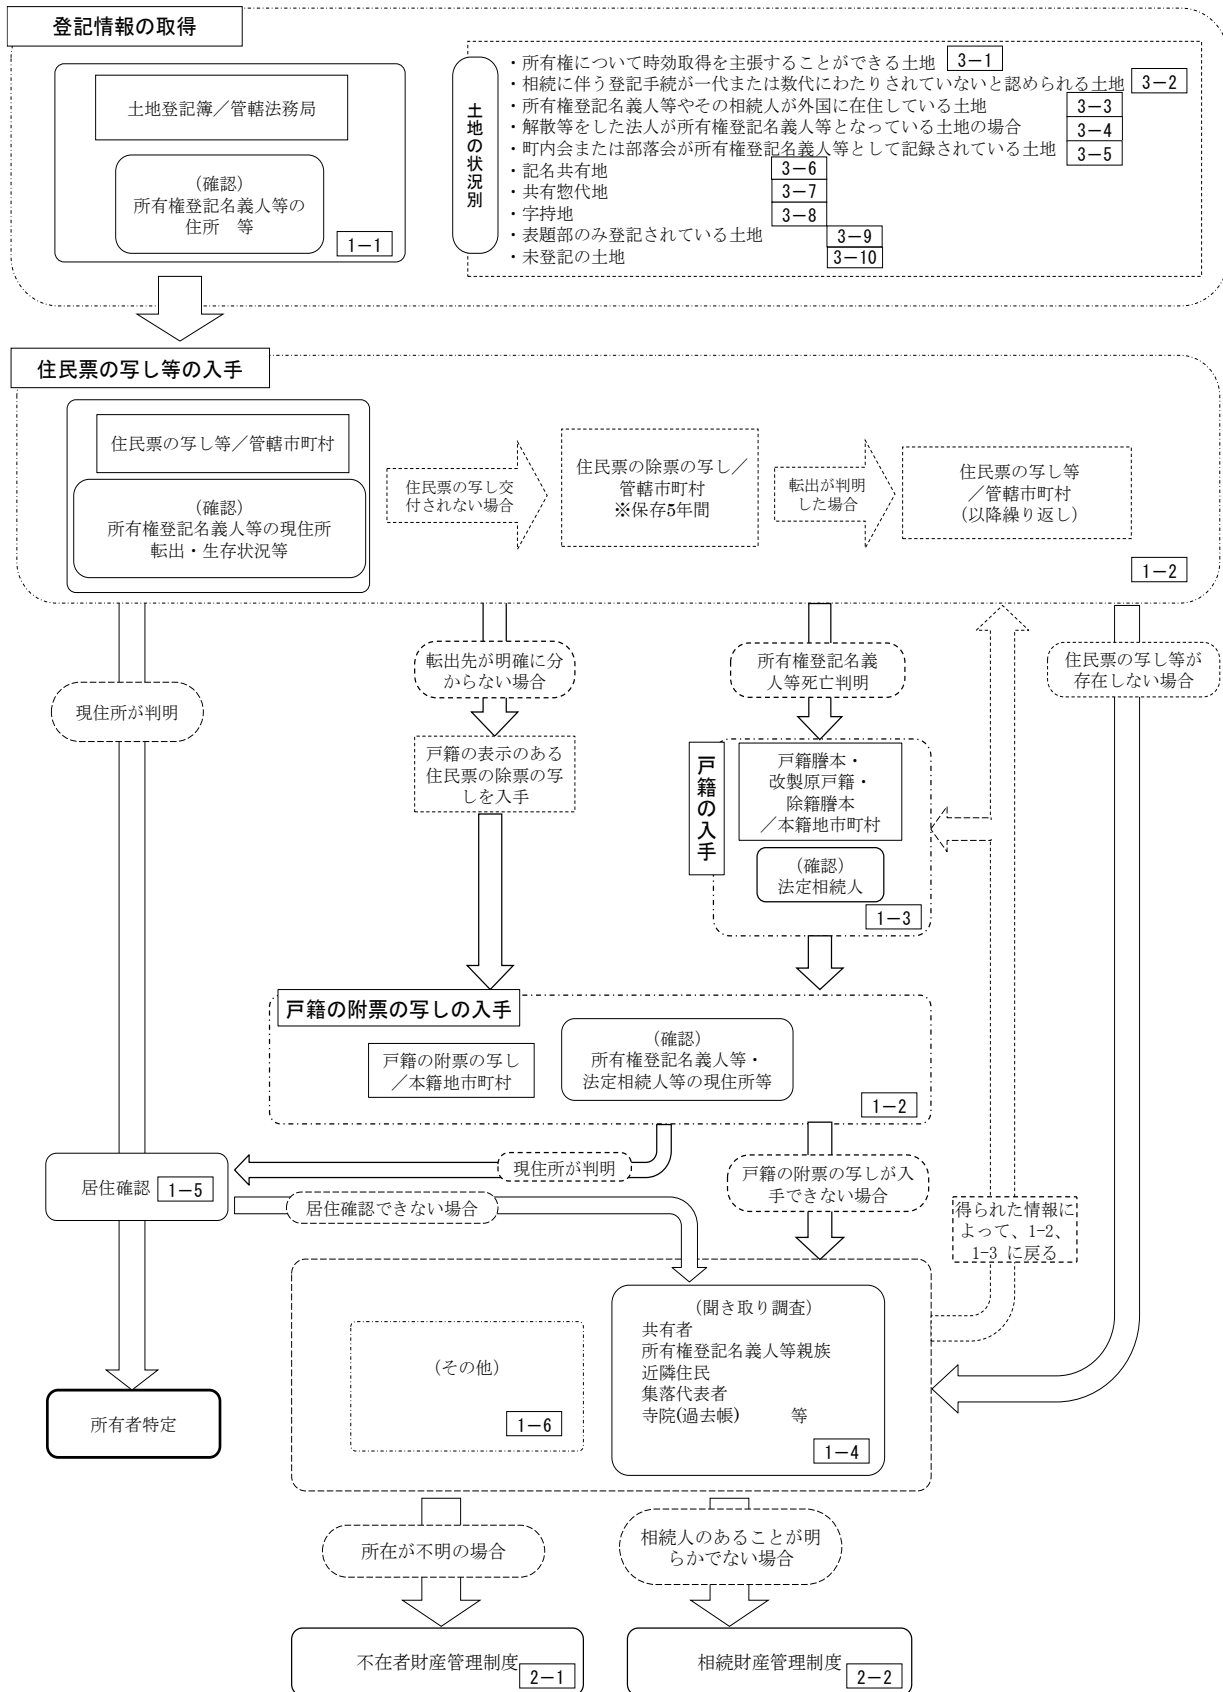 登記情報の取得
土地登記簿／管轄法務局
(確認)
所有権登記名義人等の
住所　等
1－1
土地の状況別
・所有権について時効取得を主張することができる土地 3－1
・相続に伴う登記手続が一代または数代にわたりされていないと認められる土地 3－2
・所有権登記名義人等やその相続人が外国に在住している土地 3－3
・解散等をした法人が所有権登記名義人等となっている土地の場合 3－4
・町内会または部落会が所有権登記名義人等として記録されている土地 3－5
・記名共有地 3－6
・共有惣代地 3－7
・字持地 3－8
・表題部のみ登記されている土地 3－9
・未登記の土地 3－10
住民票の写し等の入手
住民票の写し等／管轄市町村
(確認)
所有権登記名義人等の現住所
転出・生存状況等
住民票の写し交
付されない場合
住民票の除票の写し／
管轄市町村
※保存5年間
転出が判明
した場合
住民票の写し等
／管轄市町村
(以降繰り返し)
1－2
現住所が判明
転出先が明確に分
からない場合
所有権登記名義
人等死亡判明
住民票の写し等が
存在しない場合
戸籍の表示のある
住民票の除票の写
しを入手
戸籍の入手
戸籍謄本・
改製原戸籍・
除籍謄本
／本籍地市町村
(確認)
法定相続人
1－3
戸籍の附票の写しの入手
戸籍の附票の写し
／本籍地市町村
(確認)
所有権登記名義人等・
法定相続人等の現住所等
1－2
現住所が判明
戸籍の附票の写しが入
手できない場合
居住確認 1－5
居住確認できない場合
得られた情報に
よって、1-2、
1-3 に戻る
(その他)
1－6
(聞き取り調査)
共有者
所有権登記名義人等親族
近隣住民
集落代表者
寺院(過去帳)　　等
1－4
所有者特定
所在が不明の場合
相続人のあることが明
らかでない場合
不在者財産管理制度 2－1
相続財産管理制度 2－2